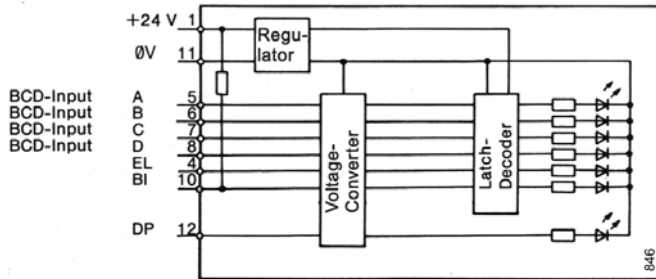 +24 V 1
Regu-
lator
ØV 11
BCD-Input A 5
BCD-Input B 6
BCD-Input C 7
BCD-Input D 8
EL 4
BI 10
DP 12
Voltage-
Converter
Latch-
Decoder
846